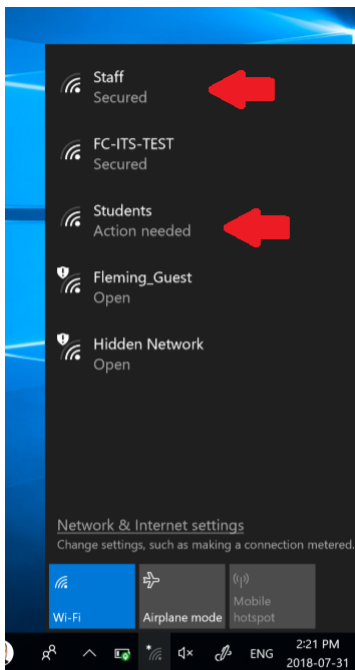 Staff
Secured
FC-ITS-TEST
Secured
Students
Action needed
Fleming_Guest
Open
Hidden Network
Open
Network & Internet settings
Change settings, such as making a connection metered.
Wi-Fi
Airplane mode
Mobile
hotspot
ENG
2:21 PM
2018-07-31